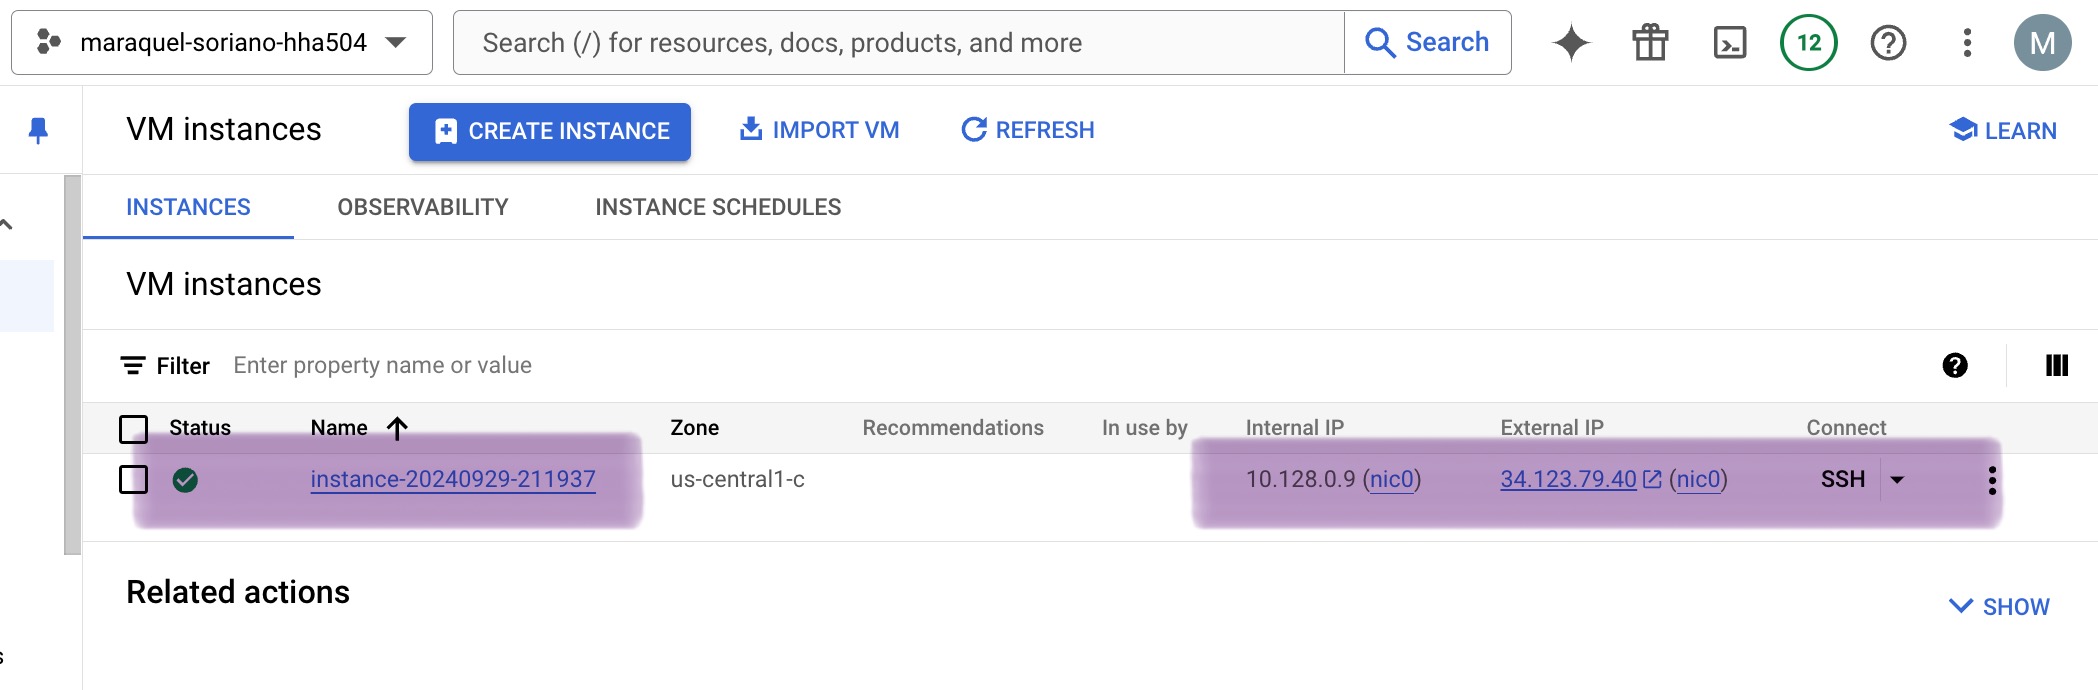 maraquel-soriano-hha504
Search (/) for resources, docs, products, and more
Search
12
M
VM instances
CREATE INSTANCE
IMPORT VM
REFRESH
LEARN
INSTANCES OBSERVABILITY INSTANCE SCHEDULES
VM instances
Filter Enter property name or value
Status Name Zone Recommendations In use by Internal IP External IP Connect
instance-20240929-211937 us-central1-c 10.128.0.9 (nic0) 34.123.79.40 (nic0) SSH
Related actions
SHOW
s